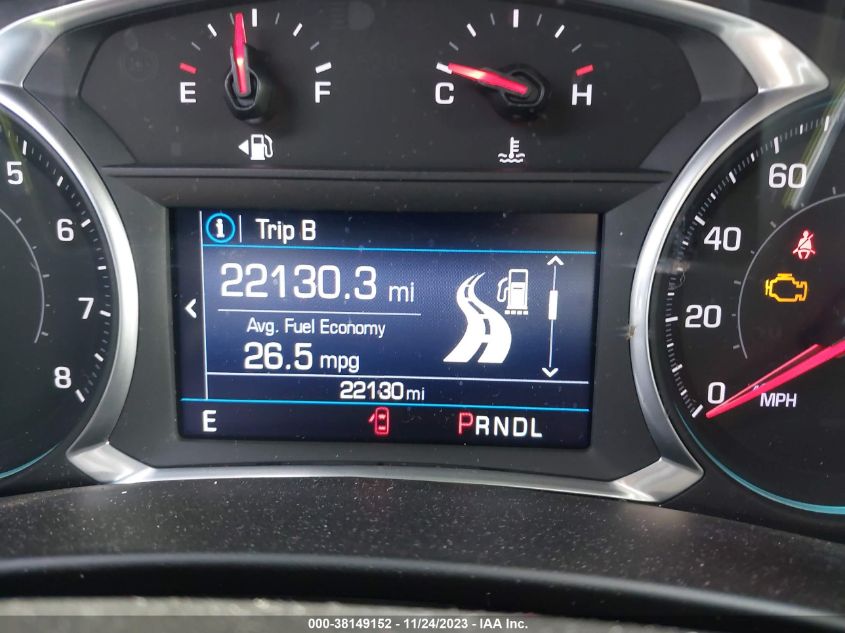 E F C H
5 6 7 8
Trip B
22130.3 mi
Avg. Fuel Economy
26.5 mpg
22130 mi
E PRNDL
60
40
20
0 MPH
000-38149152 - 11/24/2023 - IAA Inc.